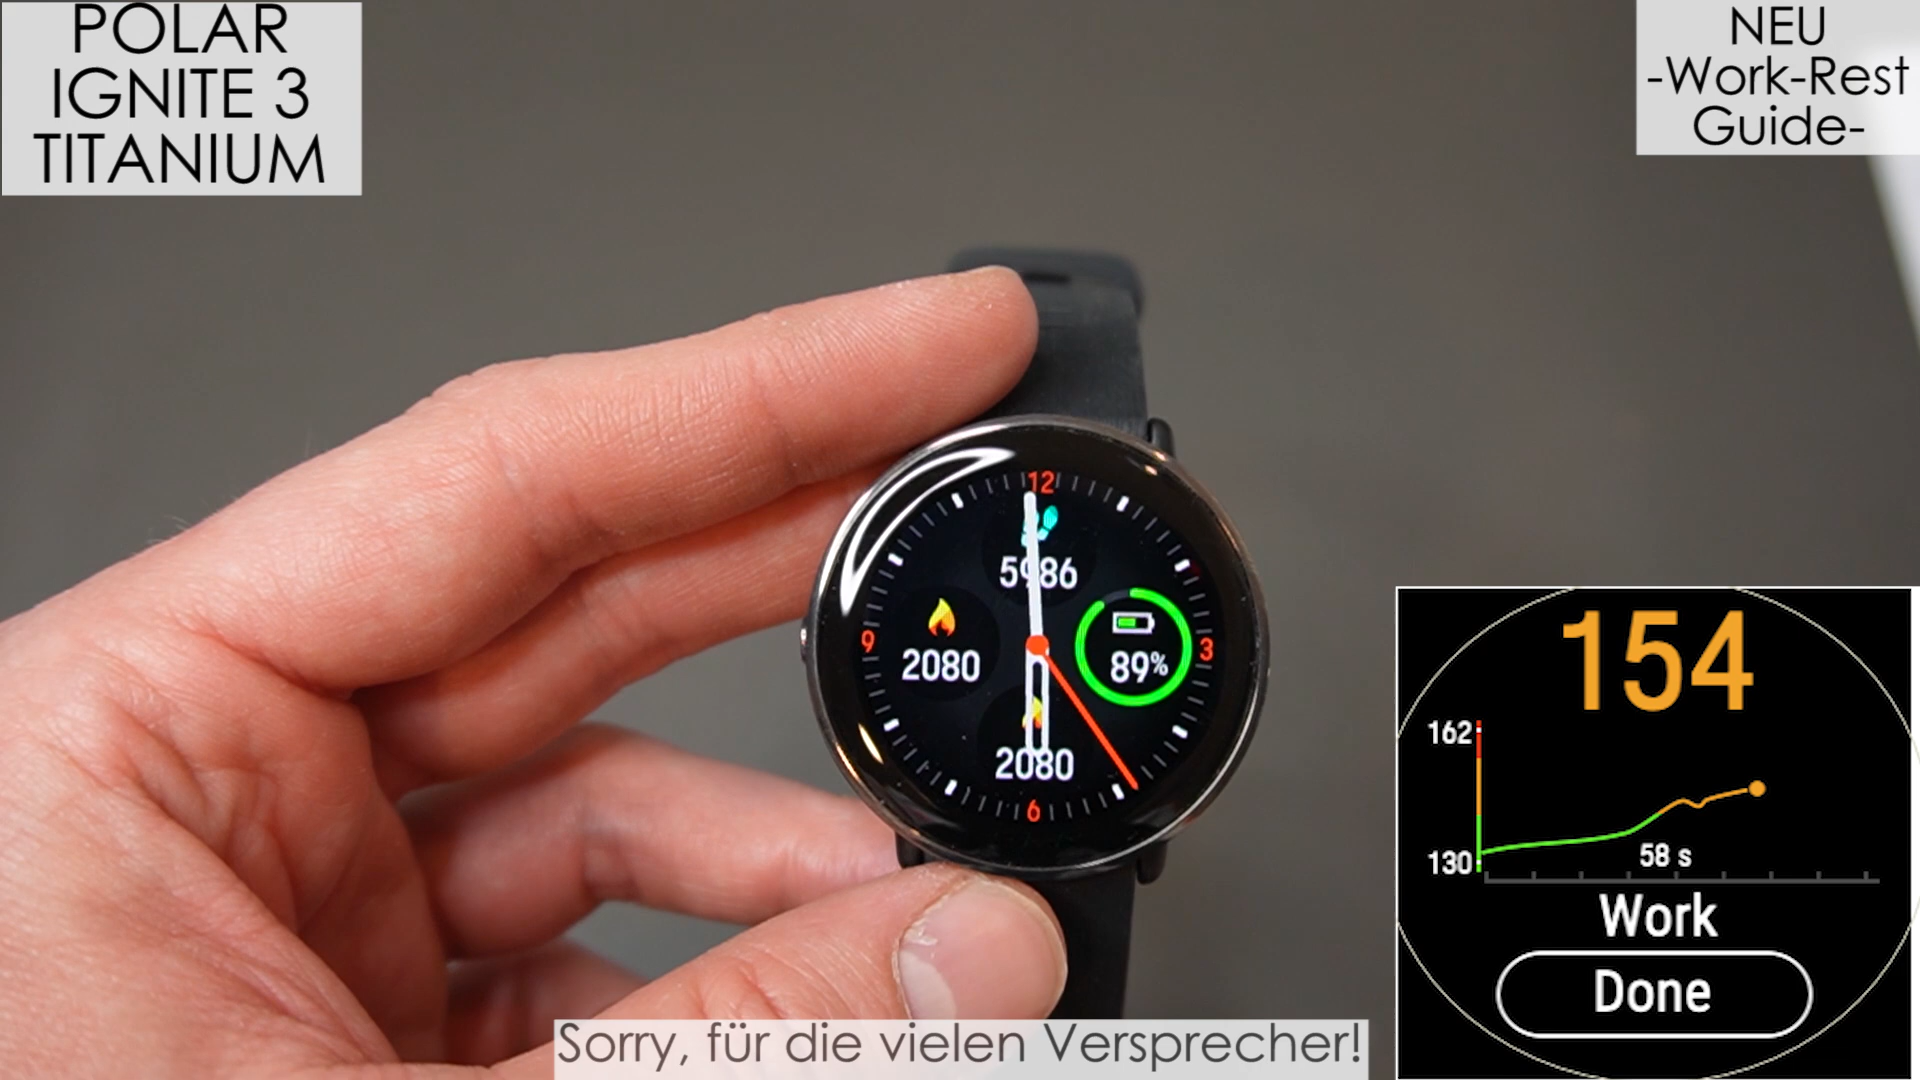 POLAR
IGNITE 3
TITANIUM
NEU
-Work-Rest
Guide-
12
5986
9
2080
89%
3
2080
6
154
162
130
58 s
Work
Done
Sorry, für die vielen Versprecher!